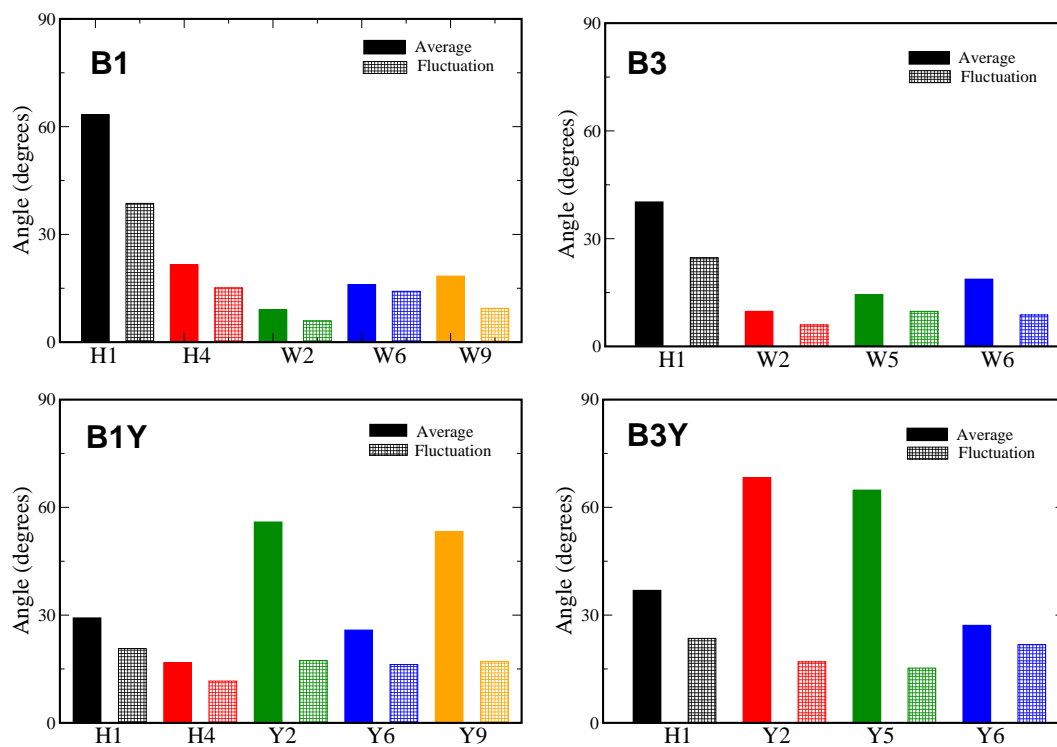 B1
Average
Fluctuation
Angle (degrees)
90
60
30
0
H1 H4 W2 W6 W9
B3
Average
Fluctuation
Angle (degrees)
90
60
30
0
H1 W2 W5 W6
B1Y
Average
Fluctuation
Angle (degrees)
90
60
30
0
H1 H4 Y2 Y6 Y9
B3Y
Average
Fluctuation
Angle (degrees)
90
60
30
0
H1 Y2 Y5 Y6